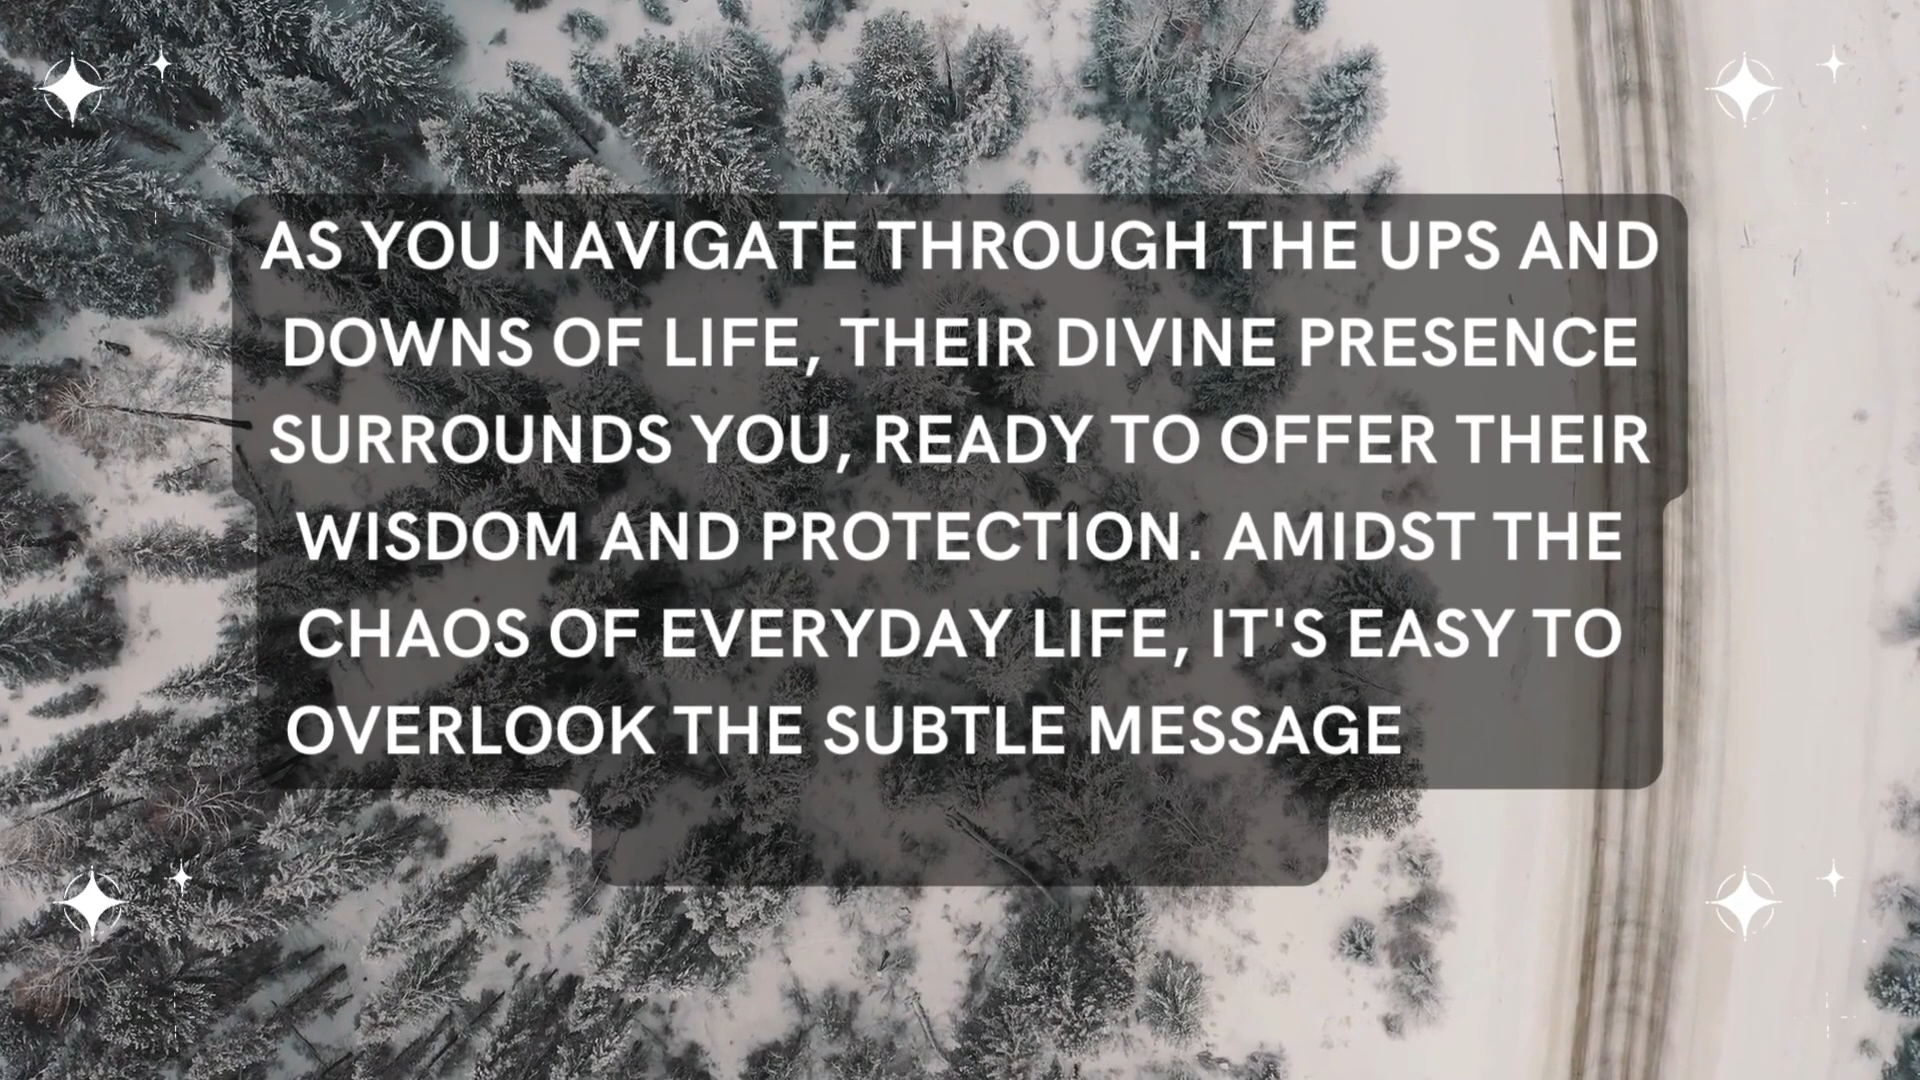 AS YOU NAVIGATE THROUGH THE UPS AND
DOWNS OF LIFE, THEIR DIVINE PRESENCE
SURROUNDS YOU, READY TO OFFER THEIR
WISDOM AND PROTECTION. AMIDST THE
CHAOS OF EVERYDAY LIFE, IT'S EASY TO
OVERLOOK THE SUBTLE MESSAGE